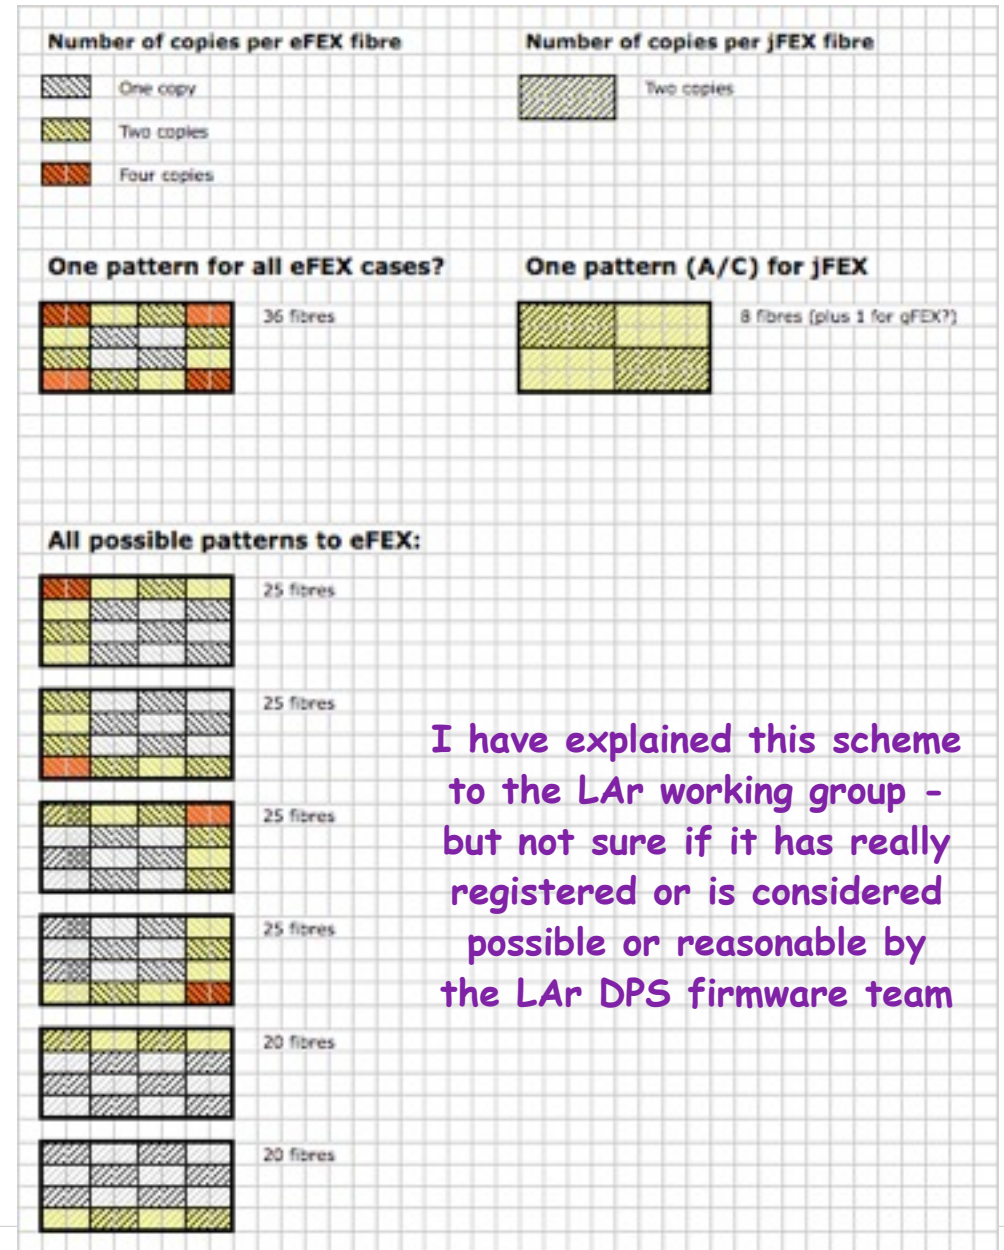 Number of copies per eFEX fibre
One copy
Two copies
Four copies
Number of copies per jFEX fibre
Two copies
One pattern for all eFEX cases?
36 fibres
One pattern (A/C) for jFEX
8 fibres (plus 1 for gFEX?)
All possible patterns to eFEX:
25 fibres
25 fibres
25 fibres
25 fibres
20 fibres
20 fibres
I have explained this scheme
to the LAr working group -
but not sure if it has really
registered or is considered
possible or reasonable by
the LAr DPS firmware team